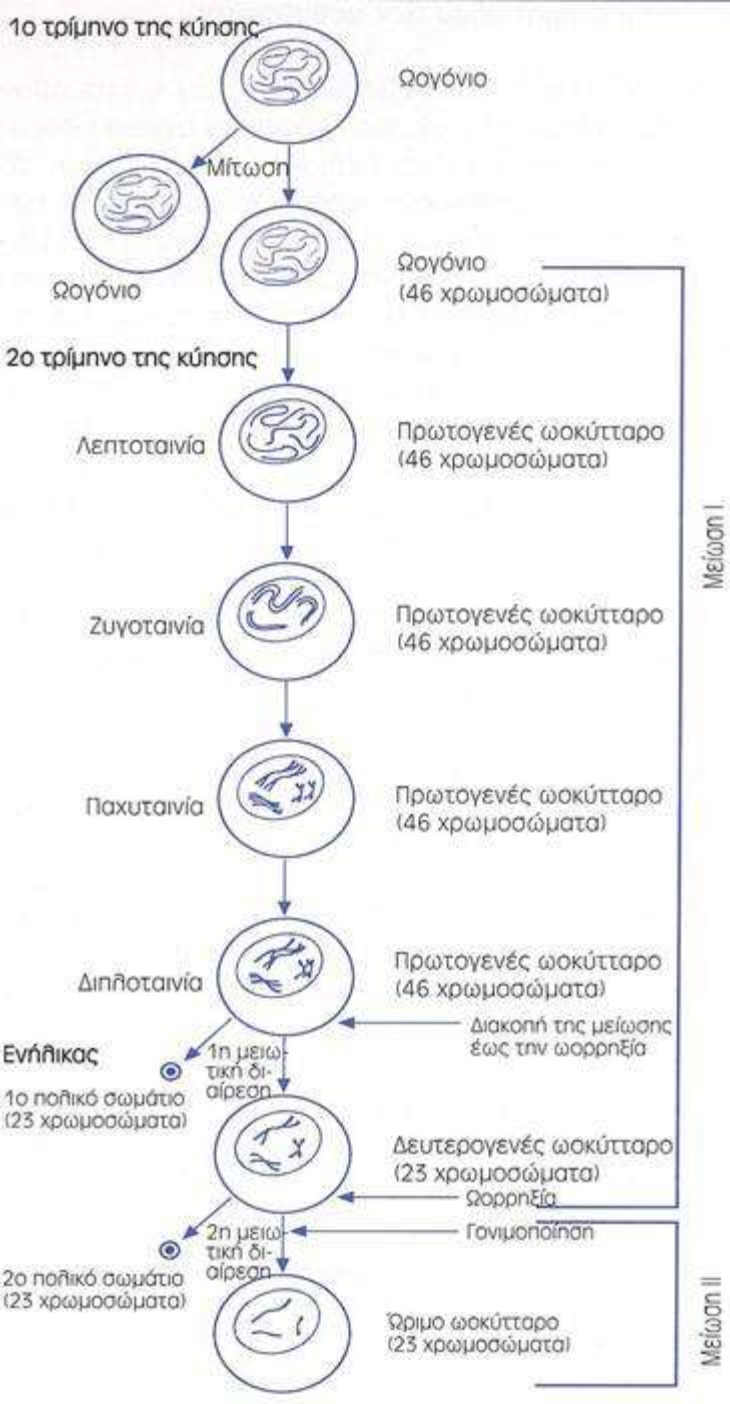 1ο τρίμηνο της κύησης
Ωογόνιο
Μίτωση
Ωογόνιο
Ωογόνιο
(46 χρωμοσώματα)
2ο τρίμηνο της κύησης
Λεπτοταινία
Πρωτογενές ωοκύτταρο
(46 χρωμοσώματα)
Μείωση I
Ζυγοταινία
Πρωτογενές ωοκύτταρο
(46 χρωμοσώματα)
Παχυταινία
Πρωτογενές ωοκύτταρο
(46 χρωμοσώματα)
Διπλοταινία
Πρωτογενές ωοκύτταρο
(46 χρωμοσώματα)
Διακοπή της μείωσης
έως την ωορρηξία
Ενήλικας
1η μειω-
τική δι-
αίρεση
1ο πολικό σωμάτιο
(23 χρωμοσώματα)
Δευτερογενές ωοκύτταρο
(23 χρωμοσώματα)
Ωορρηξία
Γονιμοποίηση
2η μειω-
τική δι-
αίρεση
2ο πολικό σωμάτιο
(23 χρωμοσώματα)
Ώριμο ωοκύτταρο
(23 χρωμοσώματα)
Μείωση II